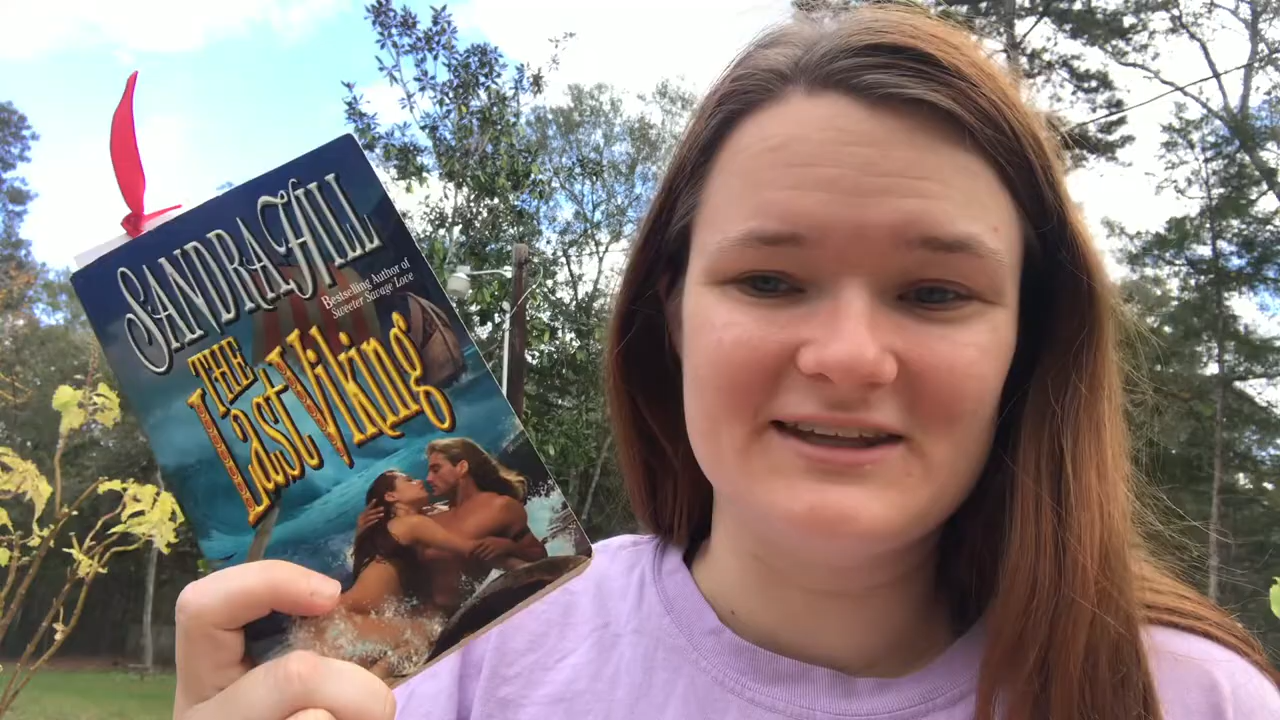 SANDRA HILL
Bestselling Author of
Sweeter Savage Love
THE
Last Viking